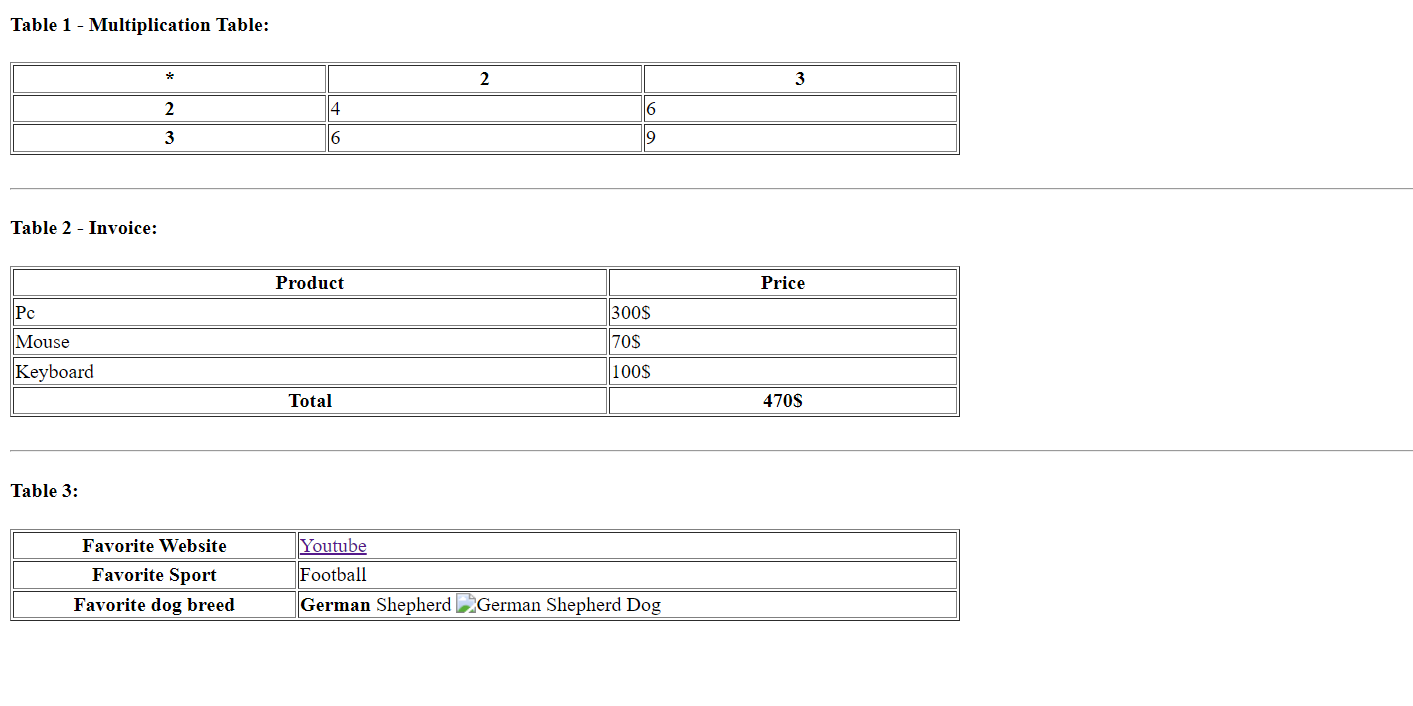 Table 1 - Multiplication Table:
* 2 3
2 4 6
3 6 9
Table 2 - Invoice:
Product Price
Pc 300$
Mouse 70$
Keyboard 100$
Total 470$
Table 3:
Favorite Website Youtube
Favorite Sport Football
Favorite dog breed German Shepherd German Shepherd Dog